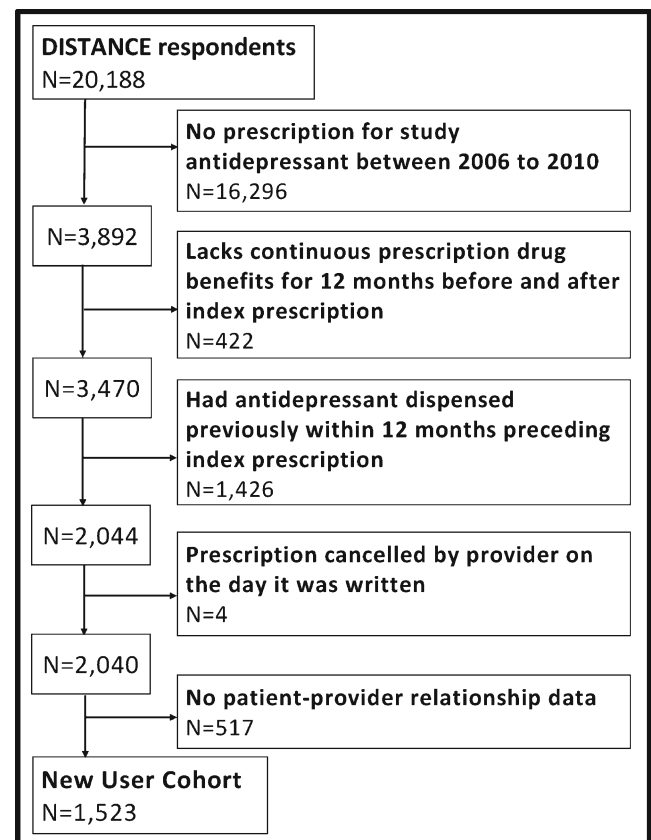 DISTANCE respondents
N=20,188
No prescription for study
antidepressant between 2006 to 2010
N=16,296
N=3,892
Lacks continuous prescription drug
benefits for 12 months before and after
index prescription
N=422
N=3,470
Had antidepressant dispensed
previously within 12 months preceding
index prescription
N=1,426
N=2,044
Prescription cancelled by provider on
the day it was written
N=4
N=2,040
No patient-provider relationship data
N=517
New User Cohort
N=1,523